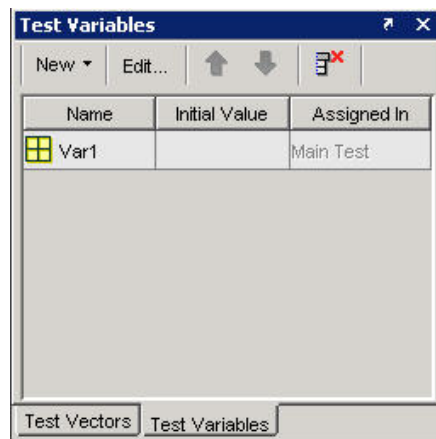 Test Variables
New Edit...
Name Initial Value Assigned In
Var1 Main Test
Test Vectors Test Variables